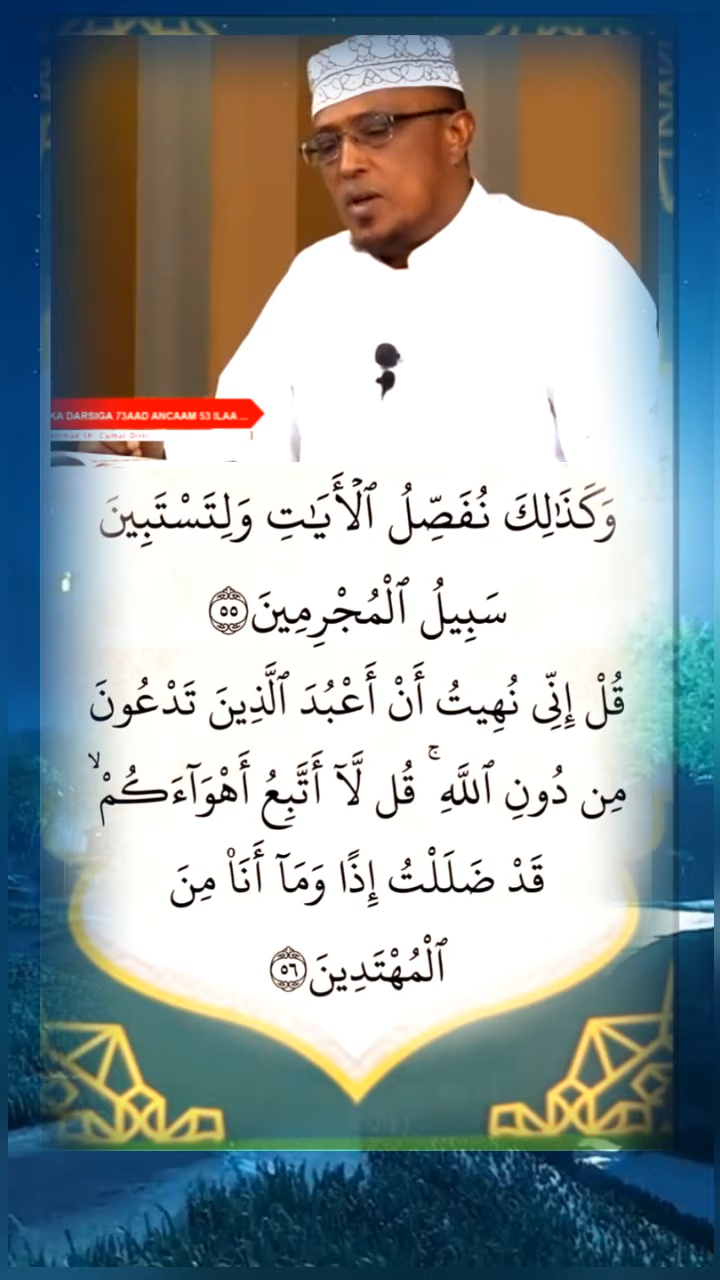 KA DARSIGA 73AAD ANCAAM 53 ILAA ...
وَكَذَٰلِكَ نُفَصِّلُ ٱلْأَيَـٰتِ وَلِتَسْتَبِينَ
سَبِيلُ ٱلْمُجْرِمِينَ ۝٥٥
قُلْ إِنِّى نُهِيتُ أَنْ أَعْبُدَ ٱلَّذِينَ تَدْعُونَ
مِن دُونِ ٱللَّهِ ۚ قُل لَّآ أَتَّبِعُ أَهْوَآءَكُمْ ۙ
قَدْ ضَلَلْتُ إِذًا وَمَآ أَنَا۠ مِنَ
ٱلْمُهْتَدِينَ ۝٥٦